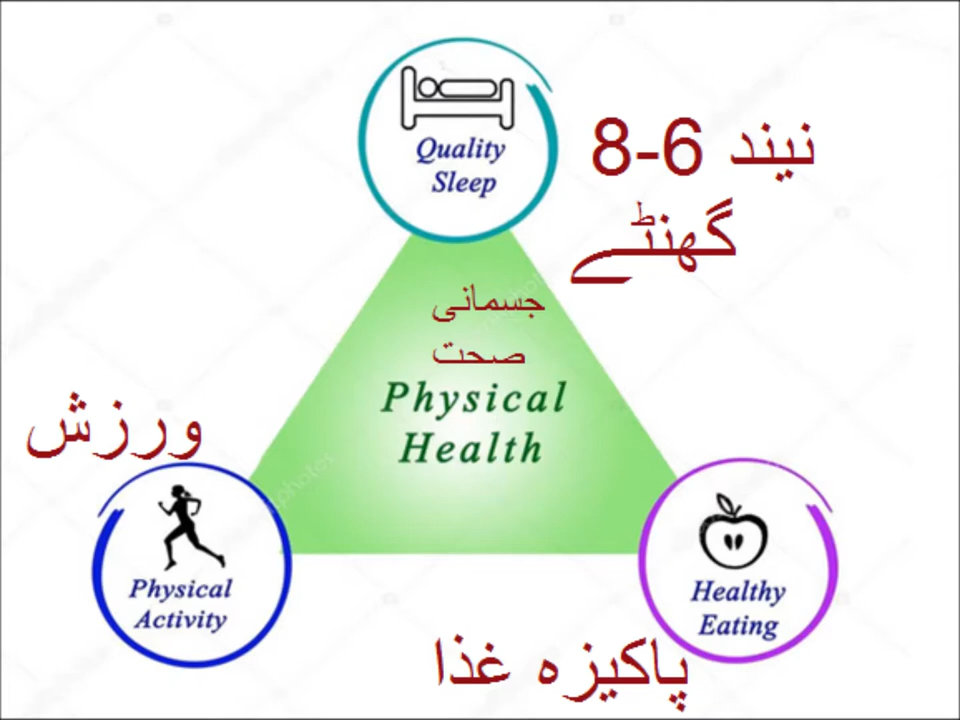 Quality
Sleep
نیند 6-8
گھنٹے
جسمانی
صحت
Physical
Health
ورزش
Physical
Activity
Healthy
Eating
پاکیزہ غذا